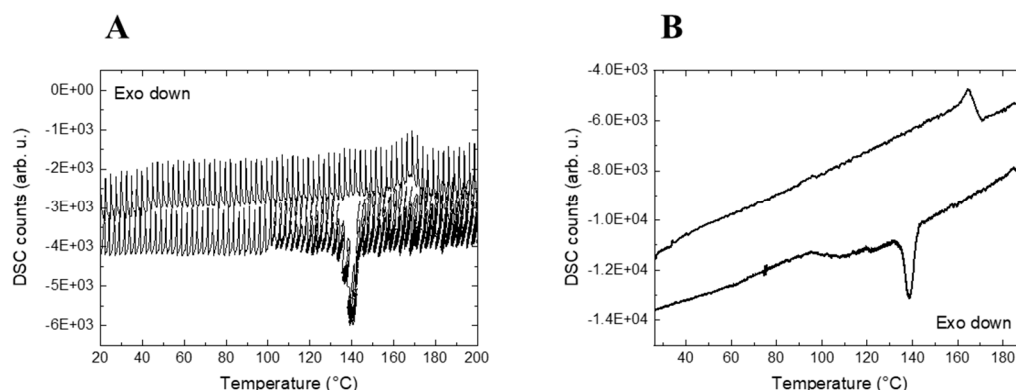 A
B
Exo down
DSC counts (arb. u.)
0E+00
-1E+03
-2E+03
-3E+03
-4E+03
-5E+03
-6E+03
20 40 60 80 100 120 140 160 180 200
Temperature (°C)
DSC counts (arb. u.)
-4.0E+03
-6.0E+03
-8.0E+03
-1.0E+04
-1.2E+04
-1.4E+04
Exo down
40 60 80 100 120 140 160 180
Temperature (°C)